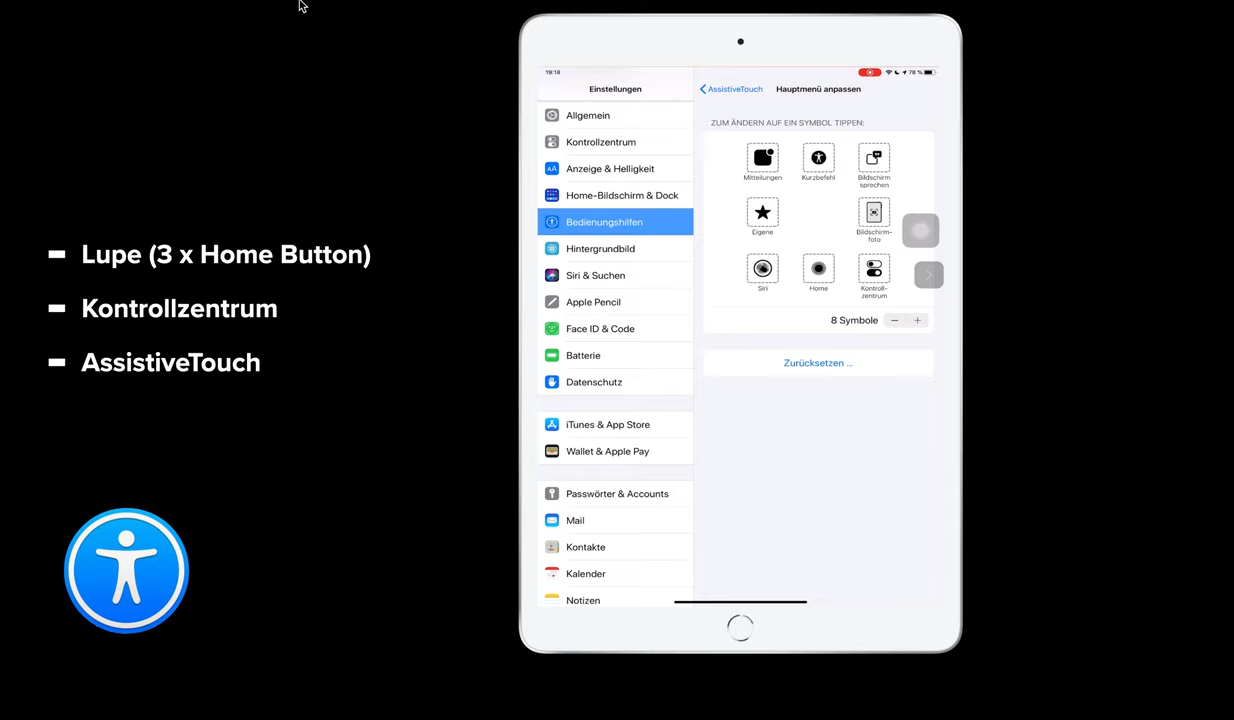 Lupe (3 x Home Button)
Kontrollzentrum
AssistiveTouch
19:18
78 %
Einstellungen
Allgemein
Kontrollzentrum
AA
Anzeige & Helligkeit
Home-Bildschirm & Dock
Bedienungshilfen
Hintergrundbild
Siri & Suchen
Apple Pencil
Face ID & Code
Batterie
Datenschutz
iTunes & App Store
Wallet & Apple Pay
Passwörter & Accounts
Mail
Kontakte
Kalender
Notizen
AssistiveTouch
Hauptmenü anpassen
ZUM ÄNDERN AUF EIN SYMBOL TIPPEN:
Mitteilungen
Kurzbefehl
Bildschirm
sprechen
Eigene
Bildschirm-
foto
Siri
Home
Kontroll-
zentrum
8 Symbole
Zurücksetzen ...